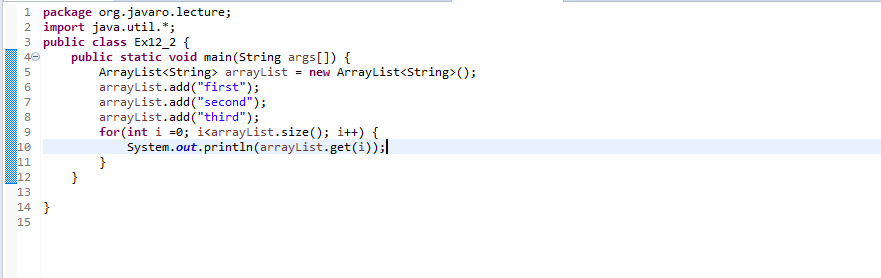 1 package org.javaro.lecture;
2 import java.util.*;
3 public class Ex12_2 {
4 public static void main(String args[]) {
5 ArrayList<String> arrayList = new ArrayList<String>();
6 arrayList.add("first");
7 arrayList.add("second");
8 arrayList.add("third");
9 for(int i =0; i<arrayList.size(); i++) {
10 System.out.println(arrayList.get(i));
11 }
12 }
13
14 }
15